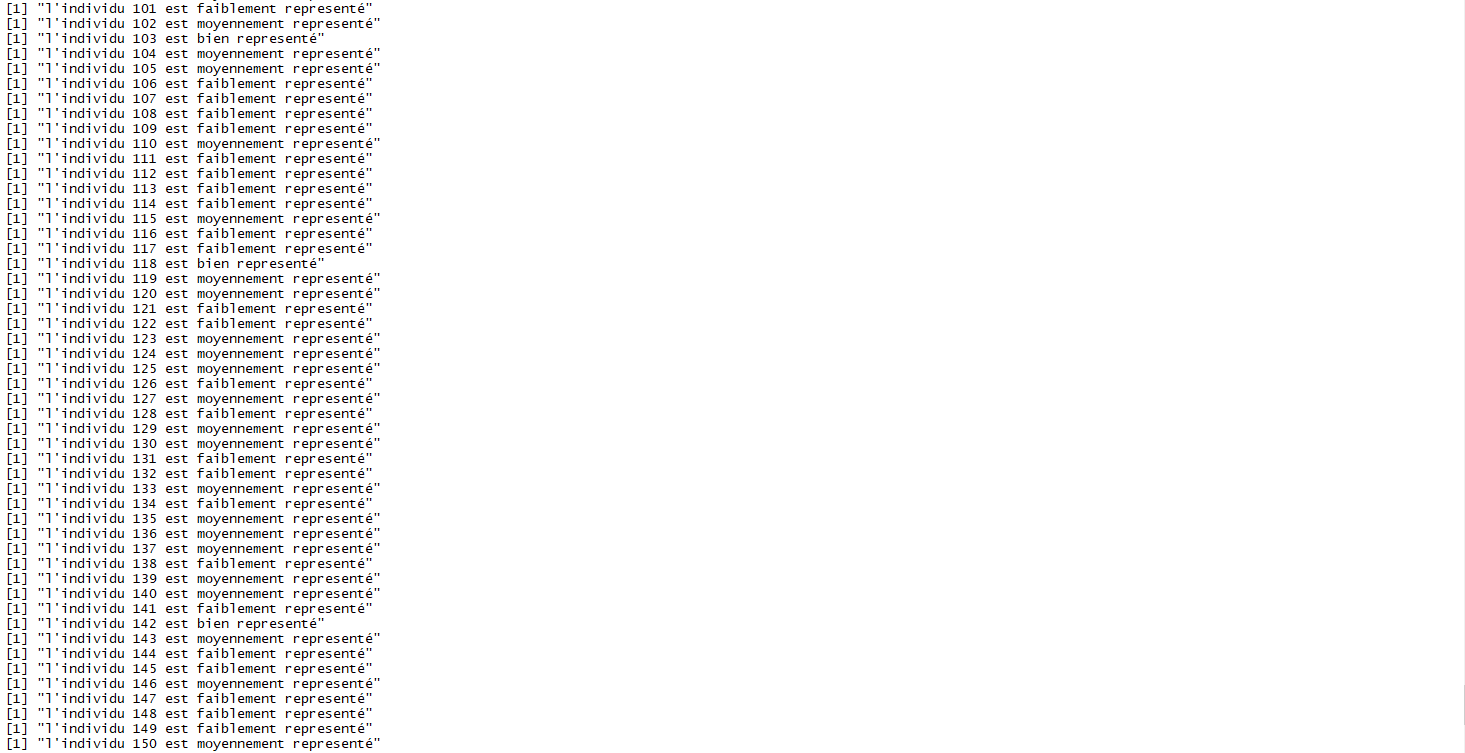 [1] "l'individu 101 est faiblement representé"
[1] "l'individu 102 est moyennement representé"
[1] "l'individu 103 est bien representé"
[1] "l'individu 104 est moyennement representé"
[1] "l'individu 105 est moyennement representé"
[1] "l'individu 106 est faiblement representé"
[1] "l'individu 107 est faiblement representé"
[1] "l'individu 108 est faiblement representé"
[1] "l'individu 109 est faiblement representé"
[1] "l'individu 110 est moyennement representé"
[1] "l'individu 111 est faiblement representé"
[1] "l'individu 112 est faiblement representé"
[1] "l'individu 113 est faiblement representé"
[1] "l'individu 114 est faiblement representé"
[1] "l'individu 115 est moyennement representé"
[1] "l'individu 116 est faiblement representé"
[1] "l'individu 117 est faiblement representé"
[1] "l'individu 118 est bien representé"
[1] "l'individu 119 est moyennement representé"
[1] "l'individu 120 est moyennement representé"
[1] "l'individu 121 est faiblement representé"
[1] "l'individu 122 est faiblement representé"
[1] "l'individu 123 est moyennement representé"
[1] "l'individu 124 est moyennement representé"
[1] "l'individu 125 est moyennement representé"
[1] "l'individu 126 est faiblement representé"
[1] "l'individu 127 est moyennement representé"
[1] "l'individu 128 est faiblement representé"
[1] "l'individu 129 est moyennement representé"
[1] "l'individu 130 est moyennement representé"
[1] "l'individu 131 est faiblement representé"
[1] "l'individu 132 est faiblement representé"
[1] "l'individu 133 est moyennement representé"
[1] "l'individu 134 est faiblement representé"
[1] "l'individu 135 est moyennement representé"
[1] "l'individu 136 est moyennement representé"
[1] "l'individu 137 est moyennement representé"
[1] "l'individu 138 est faiblement representé"
[1] "l'individu 139 est moyennement representé"
[1] "l'individu 140 est moyennement representé"
[1] "l'individu 141 est faiblement representé"
[1] "l'individu 142 est bien representé"
[1] "l'individu 143 est moyennement representé"
[1] "l'individu 144 est faiblement representé"
[1] "l'individu 145 est faiblement representé"
[1] "l'individu 146 est moyennement representé"
[1] "l'individu 147 est faiblement representé"
[1] "l'individu 148 est faiblement representé"
[1] "l'individu 149 est faiblement representé"
[1] "l'individu 150 est moyennement representé"